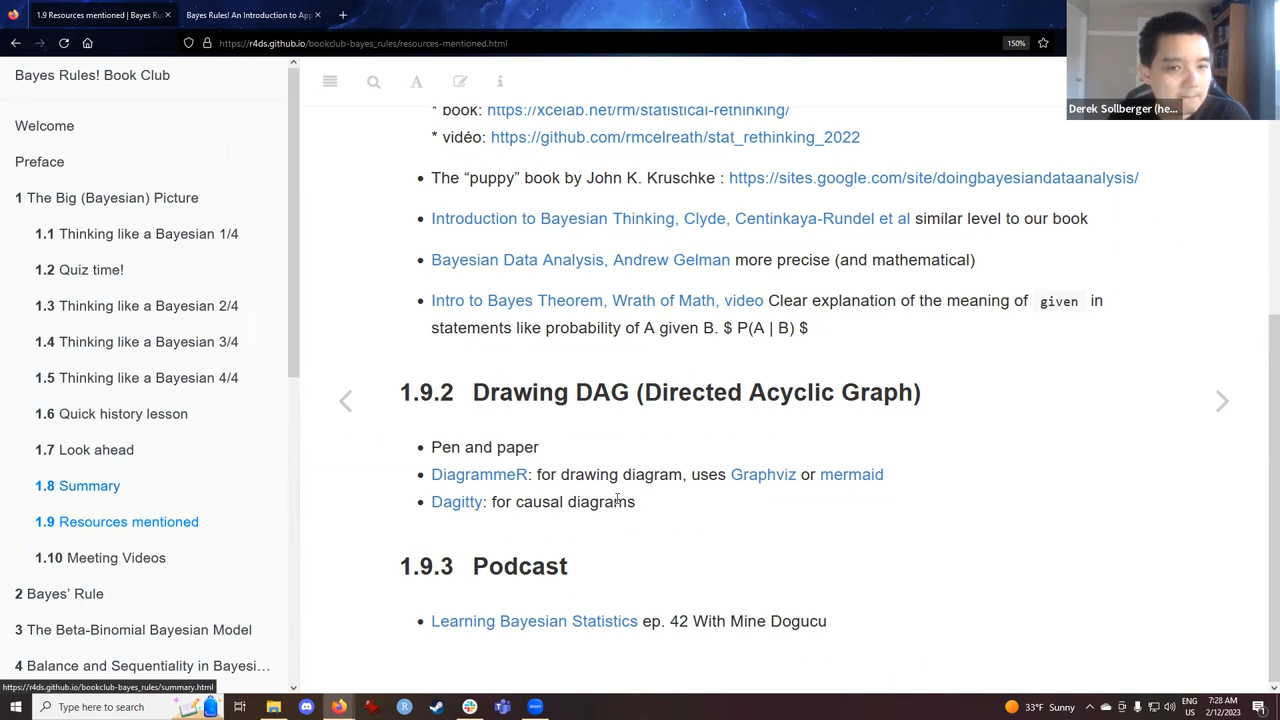 1.9 Resources mentioned | Bayes Ru
Bayes Rules! An Introduction to App
https://r4ds.github.io/bookclub-bayes_rules/resources-mentioned.html
150%
Derek Sollberger (he...
Bayes Rules! Book Club
Welcome
Preface
1 The Big (Bayesian) Picture
1.1 Thinking like a Bayesian 1/4
1.2 Quiz time!
1.3 Thinking like a Bayesian 2/4
1.4 Thinking like a Bayesian 3/4
1.5 Thinking like a Bayesian 4/4
1.6 Quick history lesson
1.7 Look ahead
1.8 Summary
1.9 Resources mentioned
1.10 Meeting Videos
2 Bayes’ Rule
3 The Beta-Binomial Bayesian Model
4 Balance and Sequentiality in Bayesi…
https://r4ds.github.io/bookclub-bayes_rules/summary.html
* book: https://xcelab.net/rm/statistical-rethinking/
* vidéo: https://github.com/rmcelreath/stat_rethinking_2022
• The “puppy” book by John K. Kruschke : https://sites.google.com/site/doingbayesiandataanalysis/
• Introduction to Bayesian Thinking, Clyde, Centinkaya-Rundel et al similar level to our book
• Bayesian Data Analysis, Andrew Gelman more precise (and mathematical)
• Intro to Bayes Theorem, Wrath of Math, video Clear explanation of the meaning of given in
statements like probability of A given B. $ P(A | B) $
1.9.2 Drawing DAG (Directed Acyclic Graph)
• Pen and paper
• DiagrammeR: for drawing diagram, uses Graphviz or mermaid
• Dagitty: for causal diagrams
1.9.3 Podcast
• Learning Bayesian Statistics ep. 42 With Mine Dogucu
Type here to search
33°F Sunny
ENG
US
7:28 AM
2/12/2023